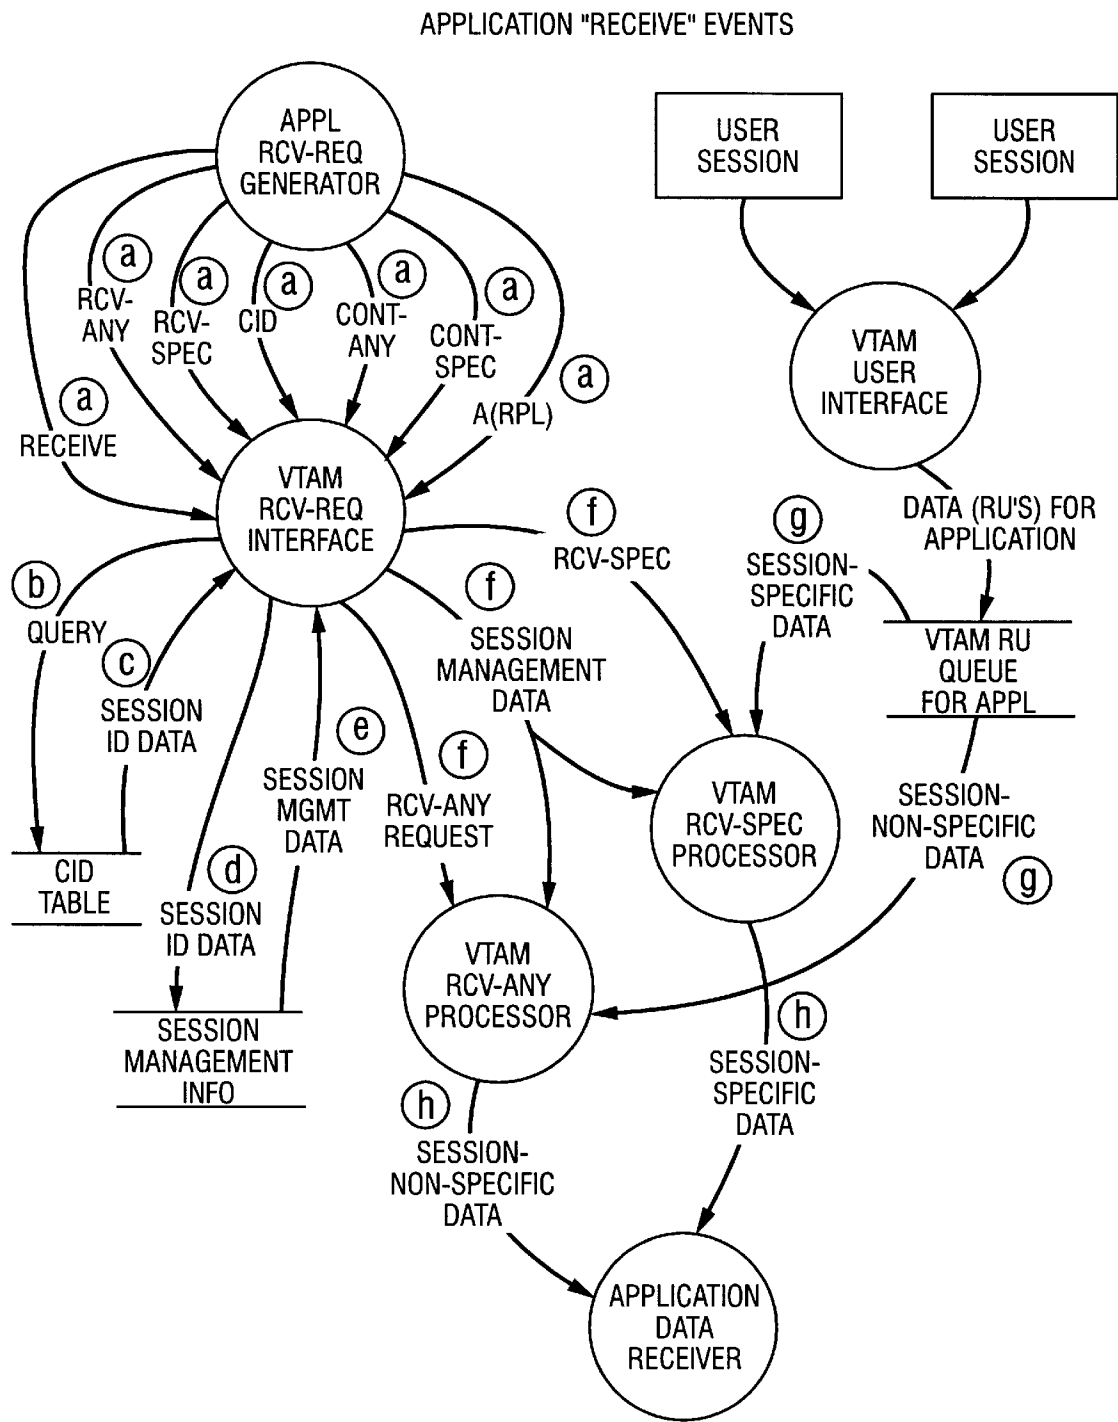 APPLICATION "RECEIVE" EVENTS
APPL
RCV-REQ
GENERATOR
USER
SESSION
USER
SESSION
a
RCV-
ANY
a
RCV-
SPEC
a
CID
a
CONT-
ANY
a
CONT-
SPEC
a
A(RPL)
a
RECEIVE
VTAM
USER
INTERFACE
VTAM
RCV-REQ
INTERFACE
DATA (RU'S) FOR
APPLICATION
f
RCV-SPEC
g
SESSION-
SPECIFIC
DATA
b
QUERY
c
SESSION
ID DATA
f
SESSION
MANAGEMENT
DATA
VTAM RU
QUEUE
FOR APPL
e
SESSION
MGMT
DATA
f
RCV-ANY
REQUEST
VTAM
RCV-SPEC
PROCESSOR
SESSION-
NON-SPECIFIC
DATA
g
CID
TABLE
d
SESSION
ID DATA
VTAM
RCV-ANY
PROCESSOR
SESSION
MANAGEMENT
INFO
h
SESSION-
SPECIFIC
DATA
h
SESSION-
NON-SPECIFIC
DATA
APPLICATION
DATA
RECEIVER